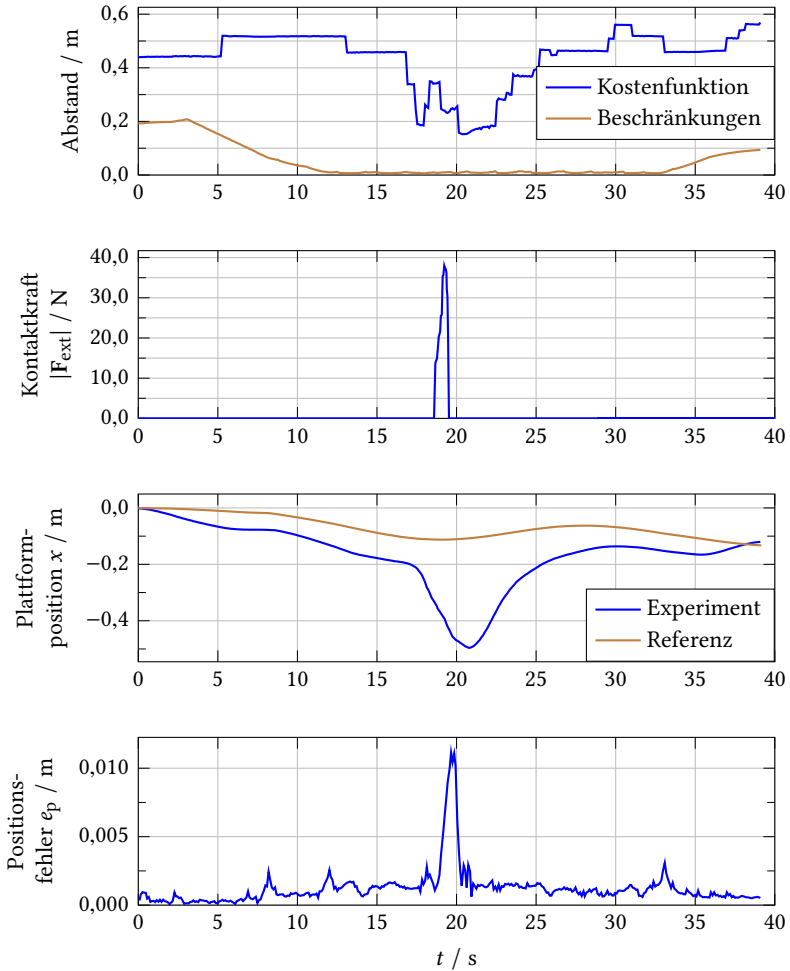 0,6
0,4
0,2
0,0
Abstand / m
Kostenfunktion
Beschränkungen
0 5 10 15 20 25 30 35 40
40,0
30,0
20,0
10,0
0,0
Kontaktkraft
|F_ext| / N
0 5 10 15 20 25 30 35 40
0,0
−0,2
−0,4
Plattform-
position x / m
Experiment
Referenz
0 5 10 15 20 25 30 35 40
0,010
0,005
0,000
Positions-
fehler e_p / m
0 5 10 15 20 25 30 35 40
t / s